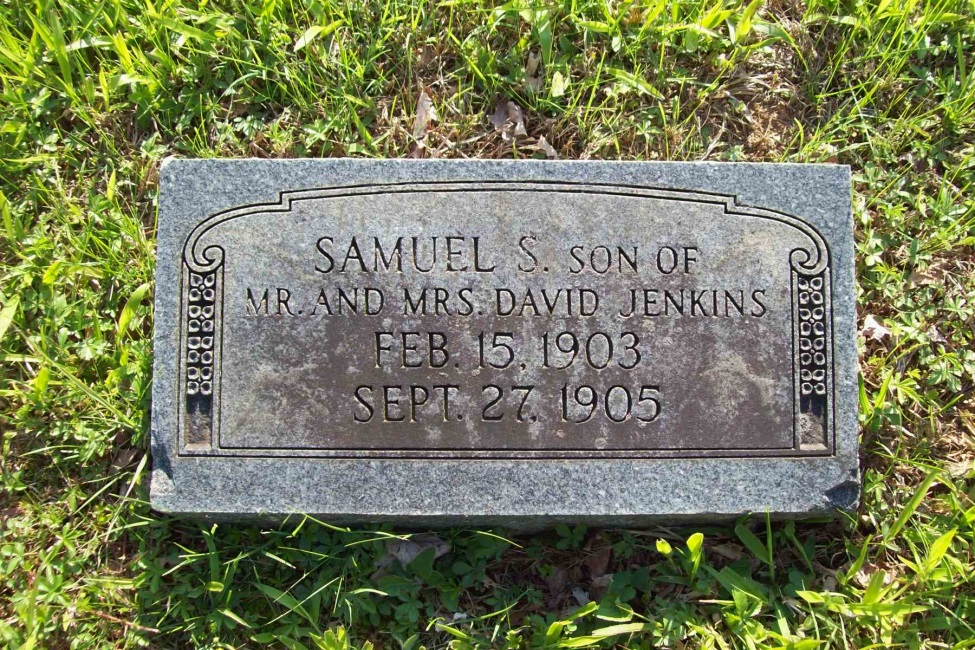 SAMUEL S. SON OF
MR. AND MRS. DAVID JENKINS
FEB. 15, 1903
SEPT. 27, 1905